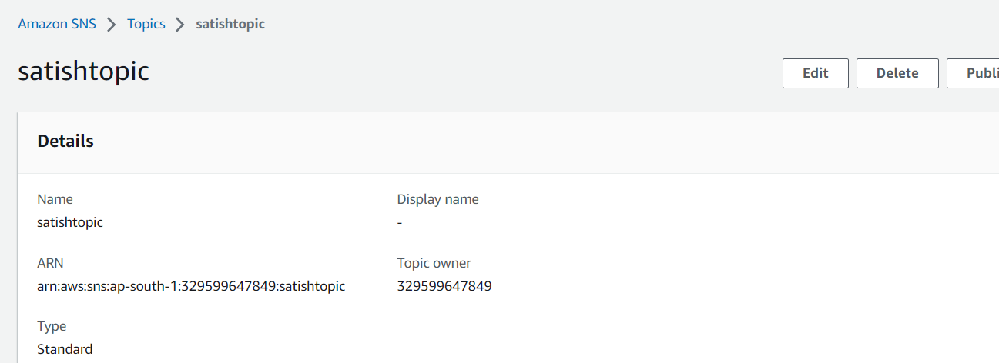 Amazon SNS > Topics > satishtopic
satishtopic
Edit Delete Publi
Details
Name
satishtopic
ARN
arn:aws:sns:ap-south-1:329599647849:satishtopic
Type
Standard
Display name
-
Topic owner
329599647849